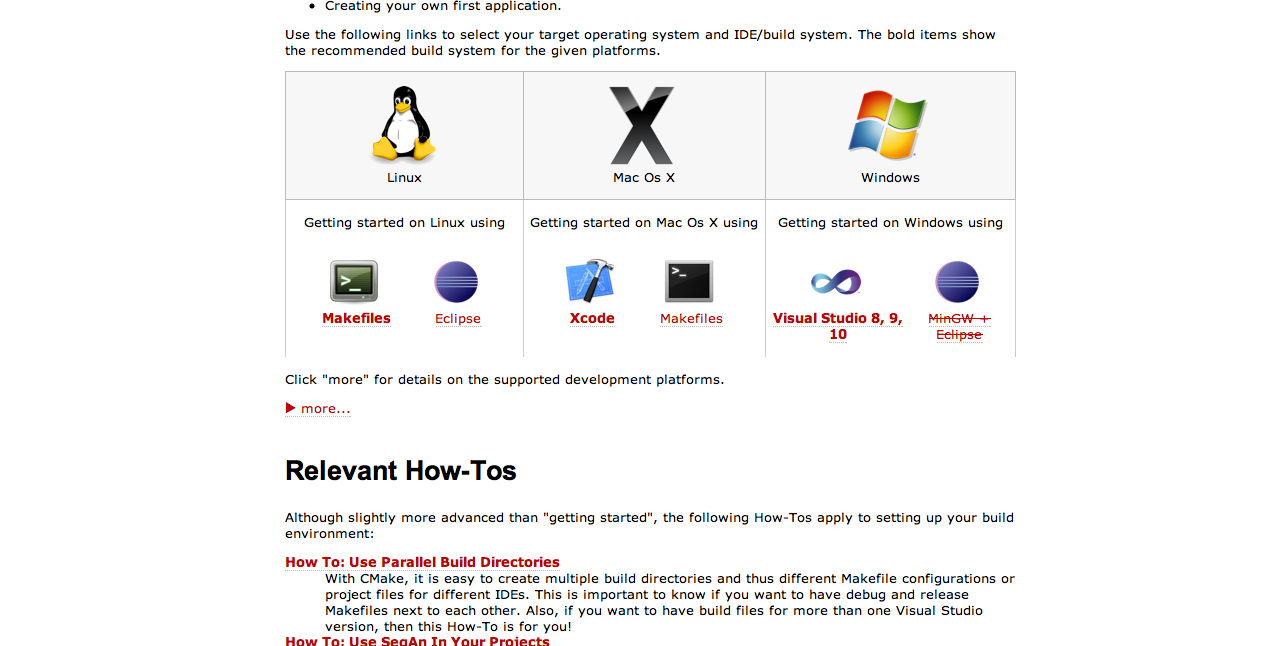 Creating your own first application.
Use the following links to select your target operating system and IDE/build system. The bold items show
the recommended build system for the given platforms.
Linux
Mac Os X
Windows
Getting started on Linux using
Getting started on Mac Os X using
Getting started on Windows using
Makefiles
Eclipse
Xcode
Makefiles
Visual Studio 8, 9,
10
MinGW +
Eclipse
Click "more" for details on the supported development platforms.
more...
Relevant How-Tos
Although slightly more advanced than "getting started", the following How-Tos apply to setting up your build
environment:
How To: Use Parallel Build Directories
With CMake, it is easy to create multiple build directories and thus different Makefile configurations or
project files for different IDEs. This is important to know if you want to have debug and release
Makefiles next to each other. Also, if you want to have build files for more than one Visual Studio
version, then this How-To is for you!
How To: Use SeqAn In Your Projects